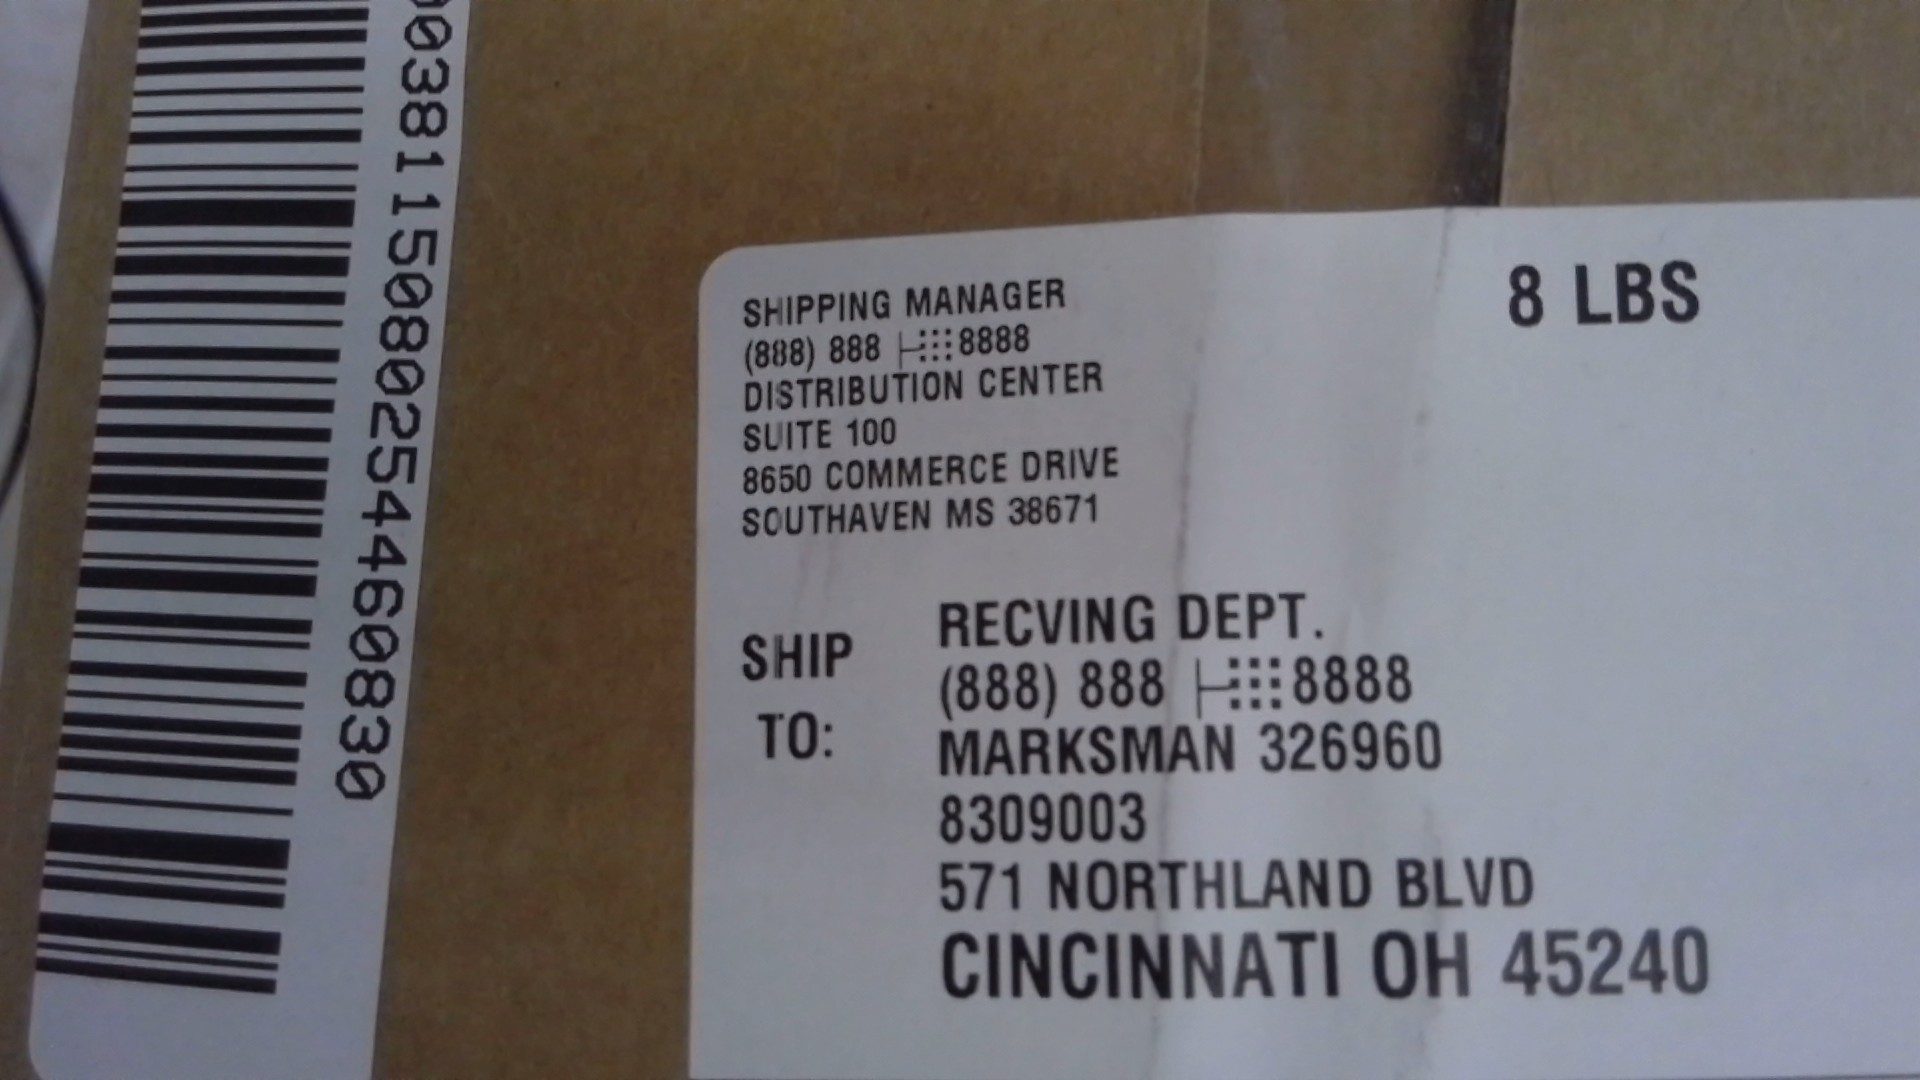 0038115080254460830
SHIPPING MANAGER
(888) 888 8888
DISTRIBUTION CENTER
SUITE 100
8650 COMMERCE DRIVE
SOUTHAVEN MS 38671
8 LBS
SHIP
TO:
RECVING DEPT.
(888) 888 8888
MARKSMAN 326960
8309003
571 NORTHLAND BLVD
CINCINNATI OH 45240